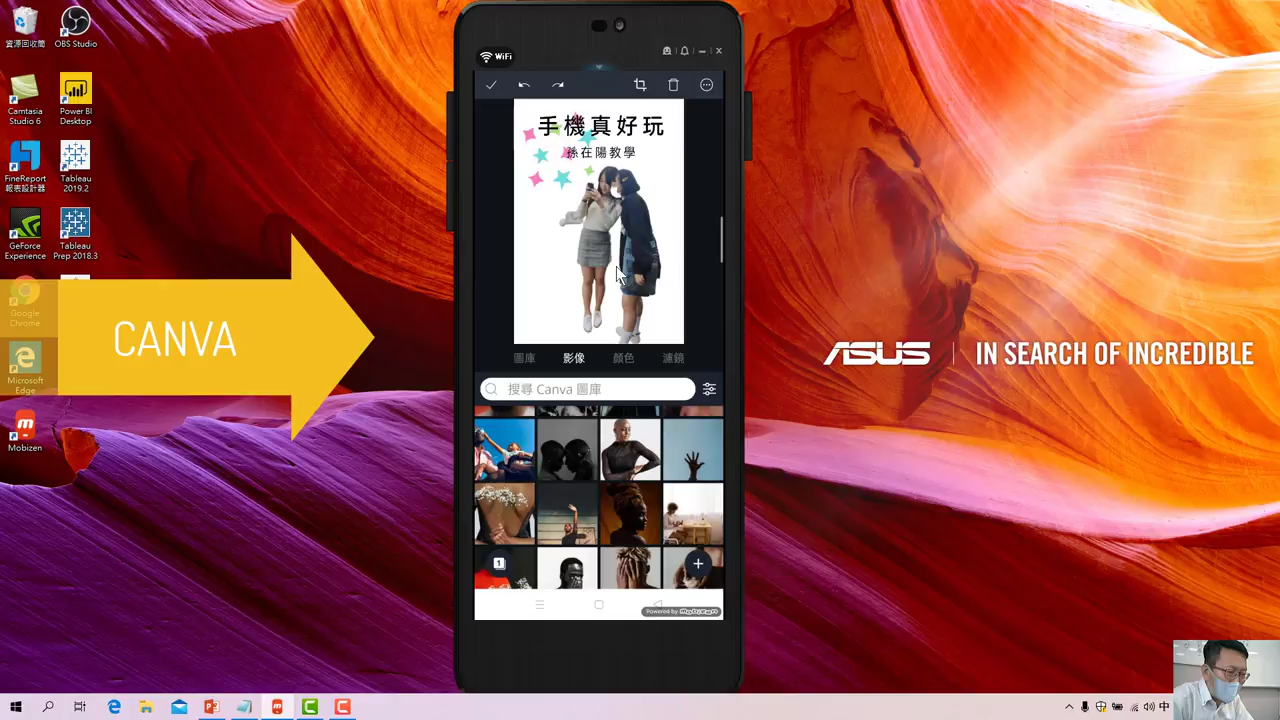 資源回收筒
OBS Studio
Camtasia
Studio 6
Power BI
Desktop
FineReport
報表設計器
Tableau
2019.2
GeForce
Experience
Tableau
Prep 2018.3
Google
Chrome
Microsoft
Edge
Mobizen
CANVA
WiFi
手機真好玩
孫在陽教學
圖庫
影像
顏色
濾鏡
搜尋 Canva 圖庫
1
Powered by mobizen
ASUS
IN SEARCH OF INCREDIBLE
中